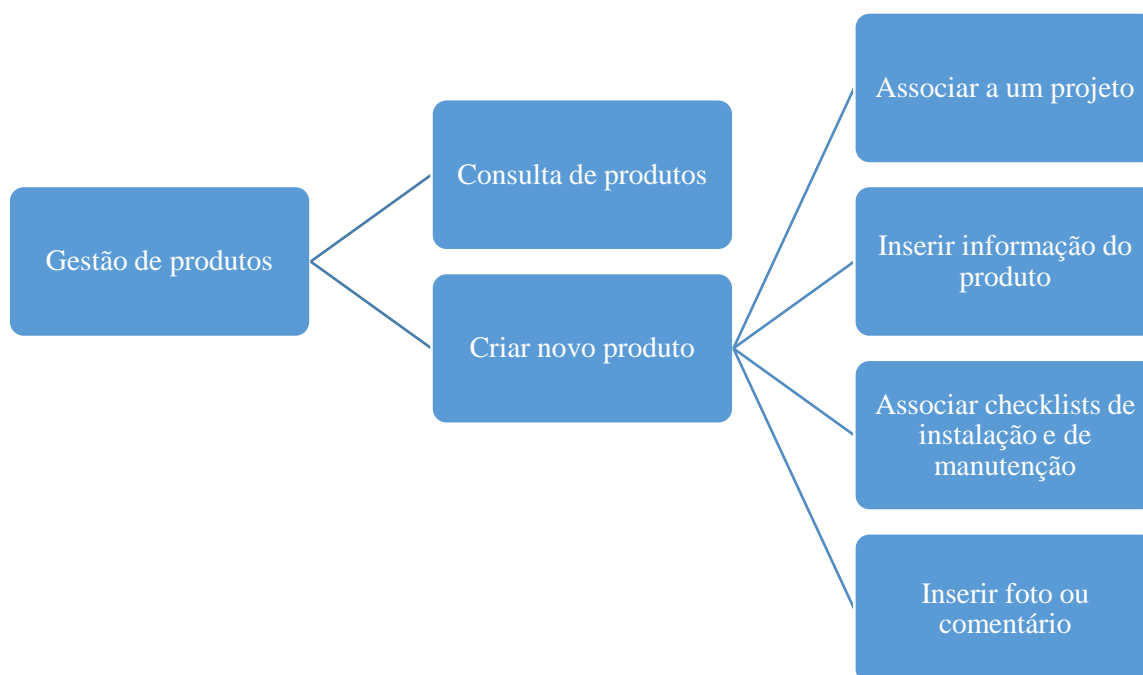 Gestão de produtos
Consulta de produtos
Criar novo produto
Associar a um projeto
Inserir informação do
produto
Associar checklists de
instalação e de
manutenção
Inserir foto ou
comentário